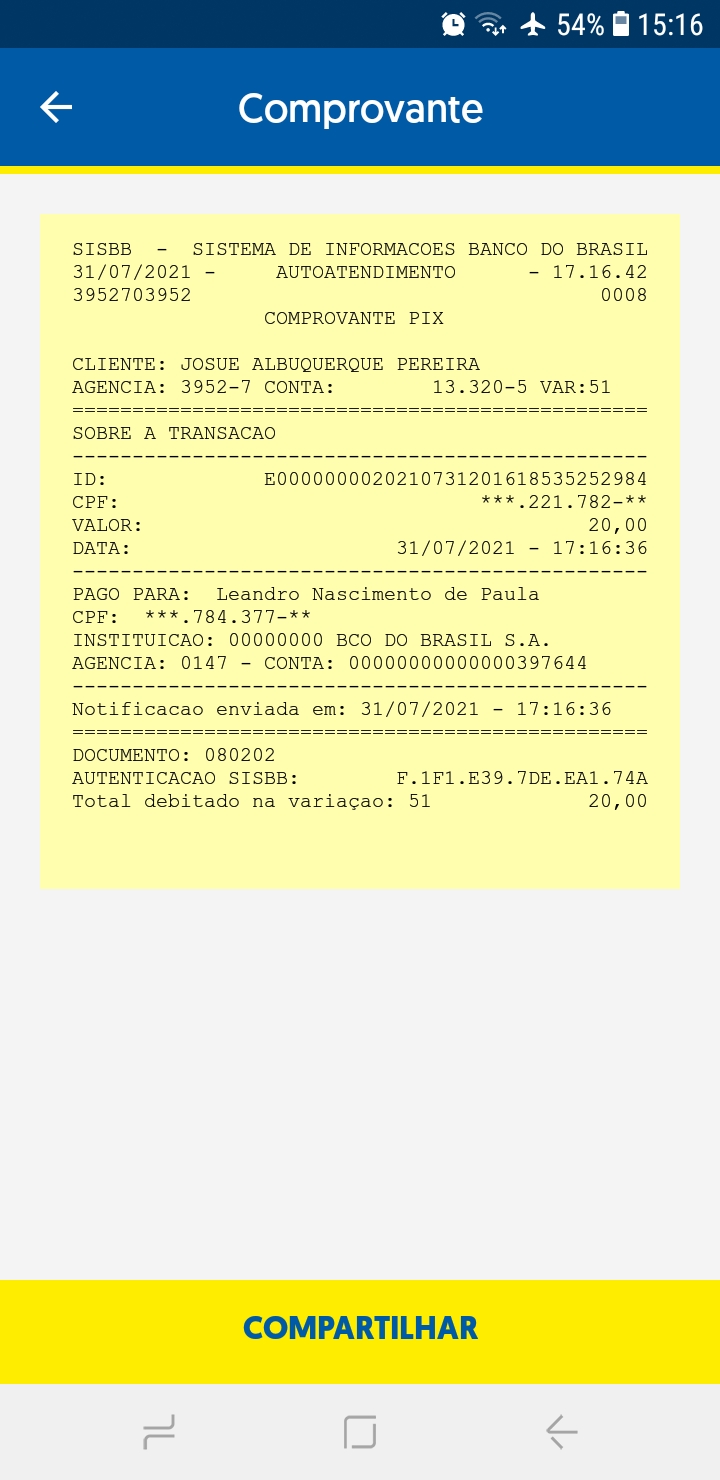 54% 15:16
Comprovante
SISBB - SISTEMA DE INFORMACOES BANCO DO BRASIL
31/07/2021 - AUTOATENDIMENTO - 17.16.42
3952703952 0008
COMPROVANTE PIX
CLIENTE: JOSUE ALBUQUERQUE PEREIRA
AGENCIA: 3952-7 CONTA: 13.320-5 VAR:51
================================================
SOBRE A TRANSACAO
------------------------------------------------
ID: E0000000020210731201618535252984
CPF: ***.221.782-**
VALOR: 20,00
DATA: 31/07/2021 - 17:16:36
------------------------------------------------
PAGO PARA: Leandro Nascimento de Paula
CPF: ***.784.377-**
INSTITUICAO: 00000000 BCO DO BRASIL S.A.
AGENCIA: 0147 - CONTA: 00000000000000397644
------------------------------------------------
Notificacao enviada em: 31/07/2021 - 17:16:36
================================================
DOCUMENTO: 080202
AUTENTICACAO SISBB: F.1F1.E39.7DE.EA1.74A
Total debitado na variaçao: 51 20,00
COMPARTILHAR